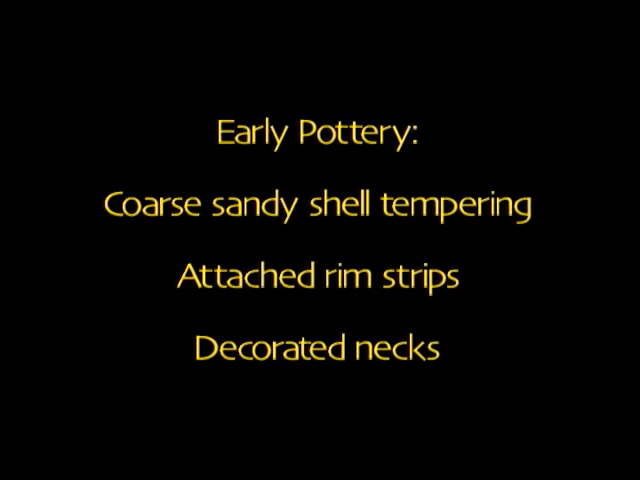 Early Pottery:
Coarse sandy shell tempering
Attached rim strips
Decorated necks